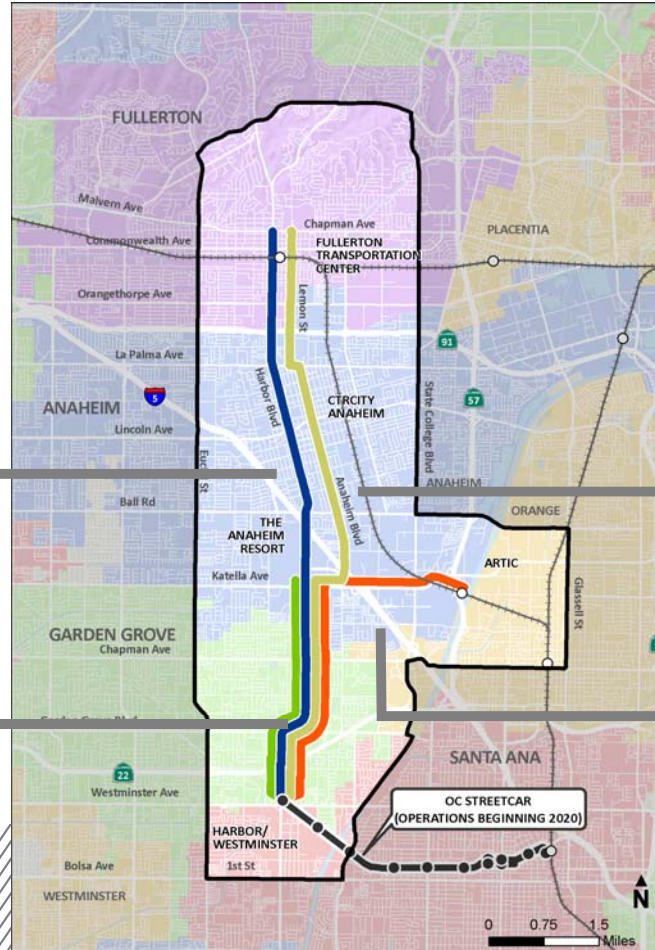 FULLERTON
Malvern Ave
Chapman Ave
Commonwealth Ave
PLACENTIA
FULLERTON
TRANSPORTATION
CENTER
Orangethorpe Ave
Lemon St
91
La Palma Ave
ANAHEIM
5
Harbor Blvd
CTRCITY
ANAHEIM
State College Blvd
57
Lincoln Ave
Euclid St
ANAHEIM
Ball Rd
Anaheim Blvd
ORANGE
THE
ANAHEIM
RESORT
Katella Ave
ARTIC
Glassell St
GARDEN GROVE
Chapman Ave
SANTA ANA
22
Westminster Ave
OC STREETCAR
(OPERATIONS BEGINNING 2020)
HARBOR/
WESTMINSTER
1st St
Bolsa Ave
WESTMINSTER
N
0 0.75 1.5
Miles